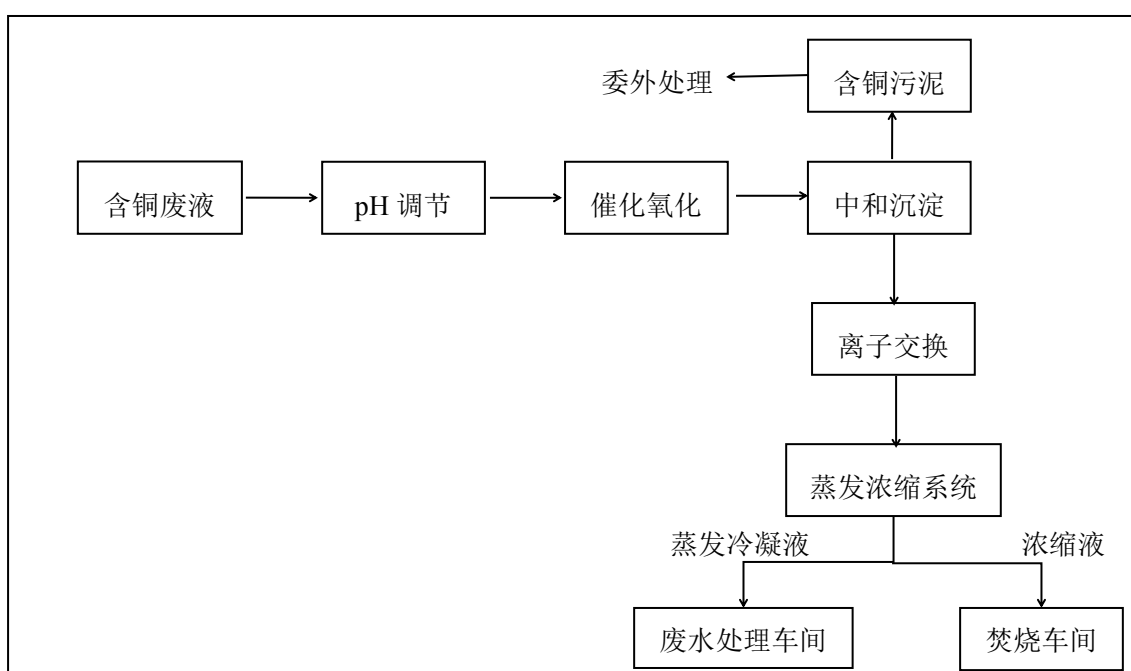 委外处理
含铜污泥
含铜废液
pH 调节
催化氧化
中和沉淀
离子交换
蒸发浓缩系统
蒸发冷凝液
浓缩液
废水处理车间
焚烧车间